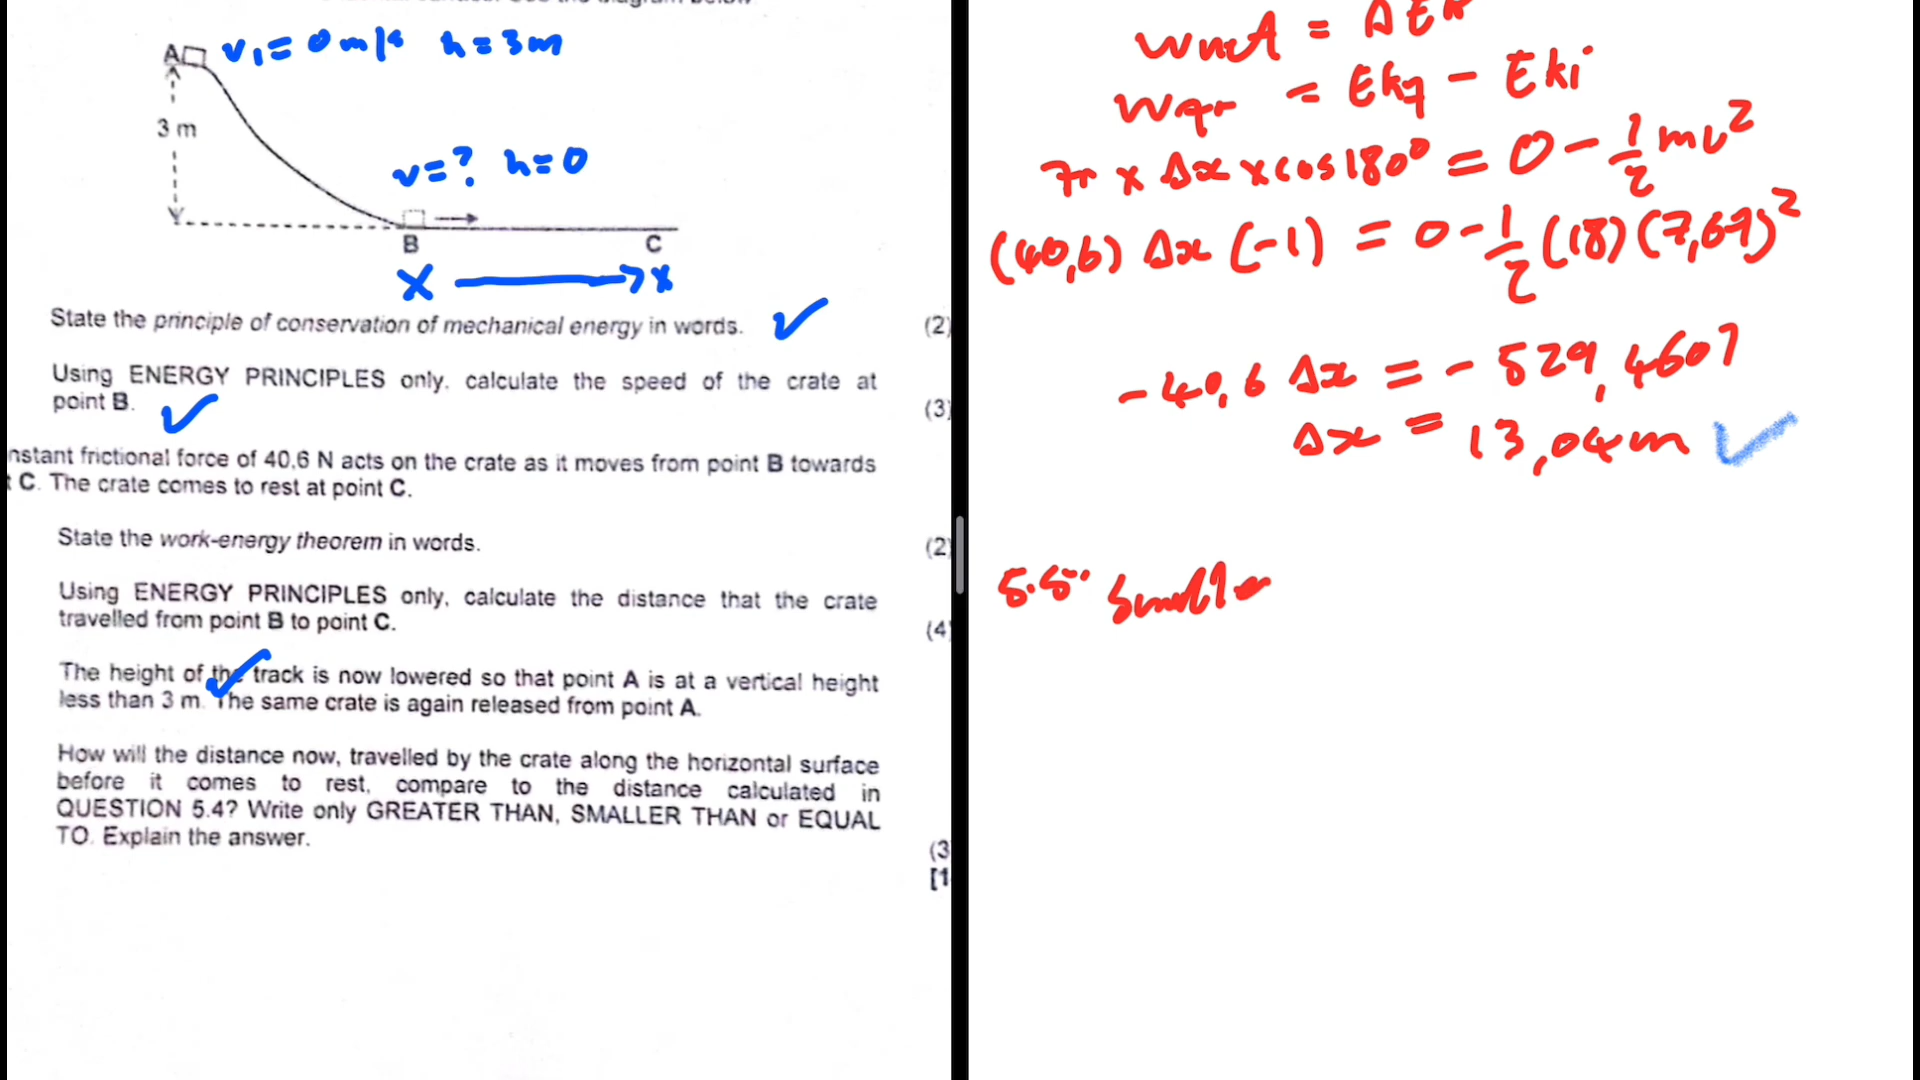 A v₁ = 0 m/s h = 3m
3 m
v = ? h = 0
B C
X X
State the principle of conservation of mechanical energy in words. (2)
Using ENERGY PRINCIPLES only, calculate the speed of the crate at
point B. (3)
nstant frictional force of 40,6 N acts on the crate as it moves from point B towards
C. The crate comes to rest at point C.
State the work-energy theorem in words. (2)
Using ENERGY PRINCIPLES only, calculate the distance that the crate
travelled from point B to point C. (4)
The height of the track is now lowered so that point A is at a vertical height
less than 3 m. The same crate is again released from point A.
How will the distance now, travelled by the crate along the horizontal surface
before it comes to rest, compare to the distance calculated in
QUESTION 5.4? Write only GREATER THAN, SMALLER THAN or EQUAL
TO. Explain the answer. (3
[1
Wnet = ΔEk
Wfr = Ekf - Eki
fr x Δx x cos180° = 0 - 1/2 mv²
(40,6) Δx (-1) = 0 - 1/2 (18)(7,67)²
-40,6 Δx = -529,4601
Δx = 13,04m
5.5 Smaller